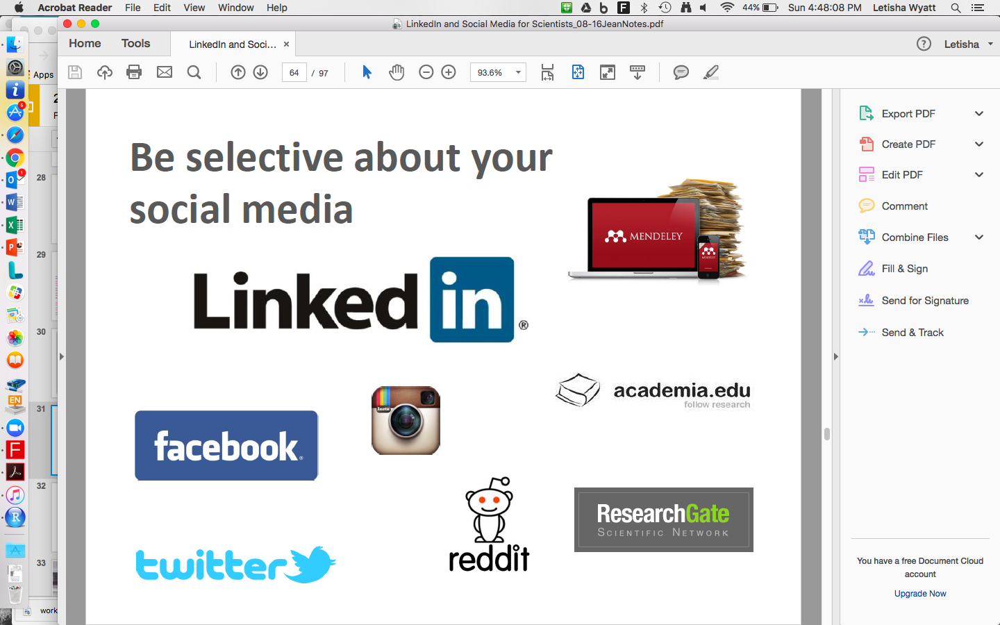 Acrobat Reader File Edit View Window Help 44% Sun 4:48:08 PM Letisha Wyatt
LinkedIn and Social Media for Scientists_08-16JeanNotes.pdf
Home Tools LinkedIn and Soci... × ? Letisha
64 / 97 93.6%
Apps
Export PDF
Create PDF
Edit PDF
Comment
Combine Files
Fill & Sign
Send for Signature
Send & Track
You have a free Document Cloud
account
Upgrade Now
Be selective about your
social media
MENDELEY
MENDELEY
Linked in ®
academia.edu
follow research
Insta
facebook®
ResearchGate
SCIENTIFIC NETWORK
reddit
twitter
28
29
30
31
32
33
5
1
EN
work